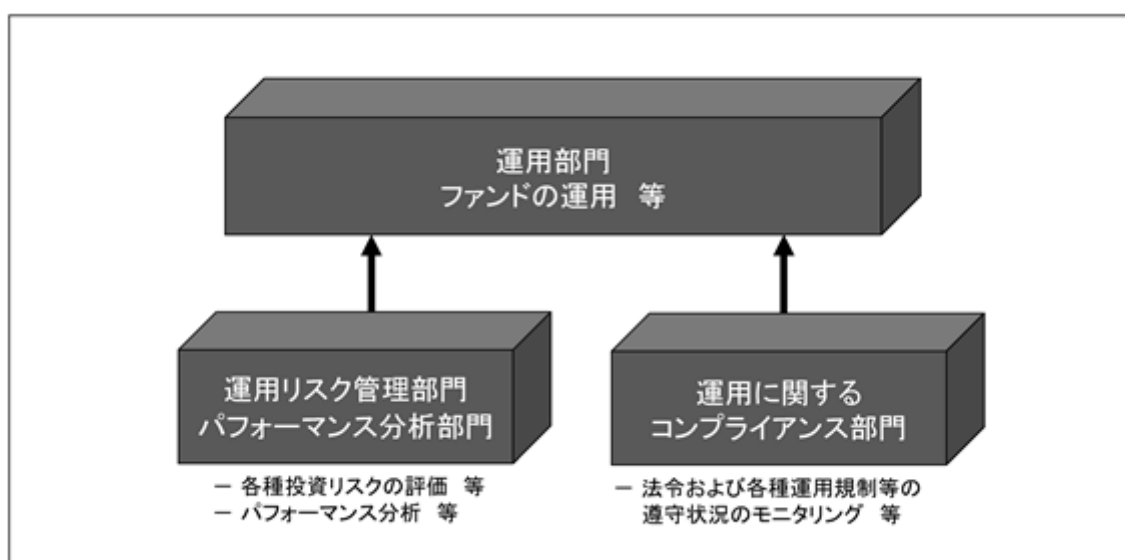 運用部門
ファンドの運用　等
運用リスク管理部門
パフォーマンス分析部門
－ 各種投資リスクの評価　等
－ パフォーマンス分析　等
運用に関する
コンプライアンス部門
－ 法令および各種運用規制等の
遵守状況のモニタリング　等